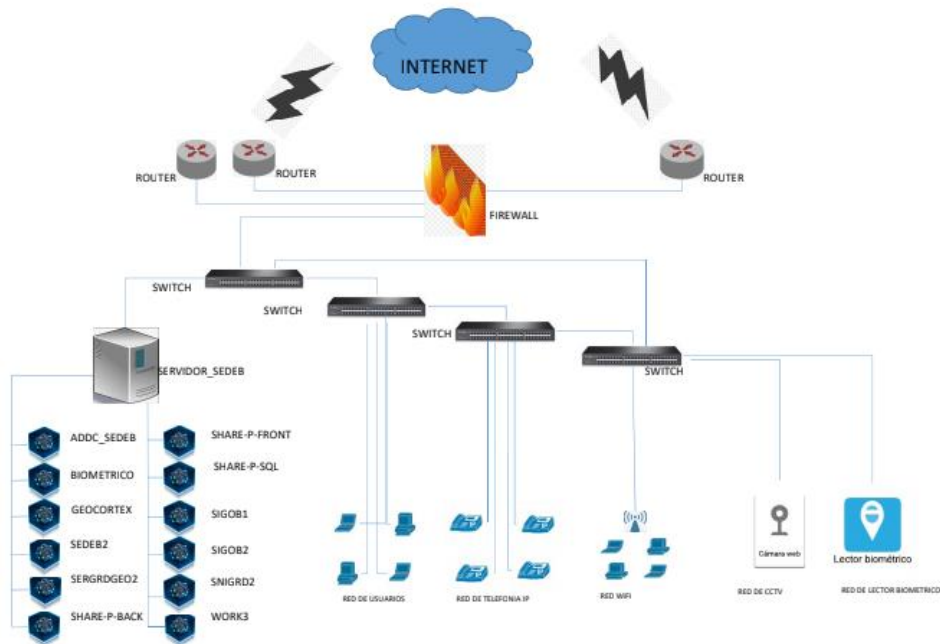 INTERNET
ROUTER
ROUTER
ROUTER
FIREWALL
SWITCH
SWITCH
SWITCH
SWITCH
SERVIDOR_SEDEB
ADDC_SEDEB
SHARE-P-FRONT
BIOMETRICO
SHARE-P-SQL
GEOCORTEX
SIGOB1
SEDEB2
SIGOB2
SERGRDGEO2
SNIGRD2
SHARE-P-BACK
WORK3
Cámara web
Lector biométrico
RED DE USUARIOS
RED DE TELEFONIA IP
RED WIFI
RED DE CCTV
RED DE LECTOR BIOMETRICO